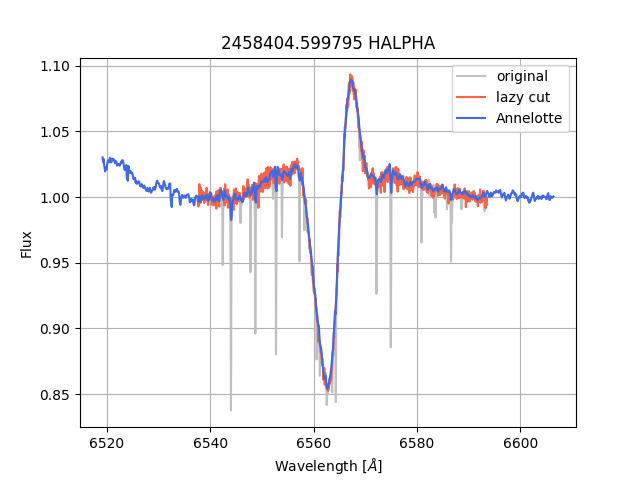 2458404.599795 HALPHA
original
lazy cut
Annelotte
Flux
1.10
1.05
1.00
0.95
0.90
0.85
6520
6540
6560
6580
6600
Wavelength [Å]